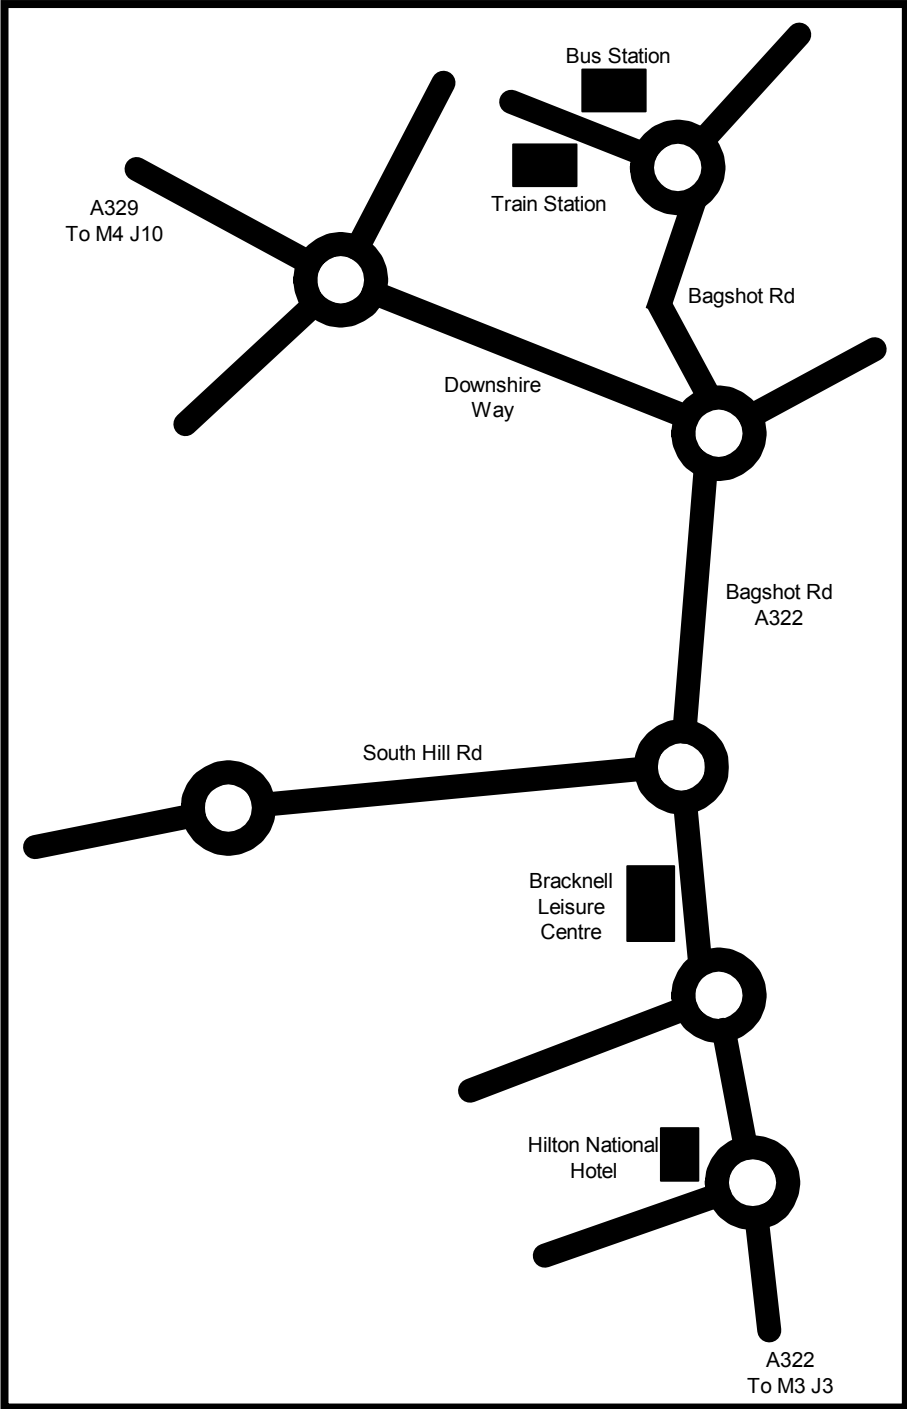 Bus Station
Train Station
A329
To M4 J10
Bagshot Rd
Downshire
Way
Bagshot Rd
A322
South Hill Rd
Bracknell
Leisure
Centre
Hilton National
Hotel
A322
To M3 J3